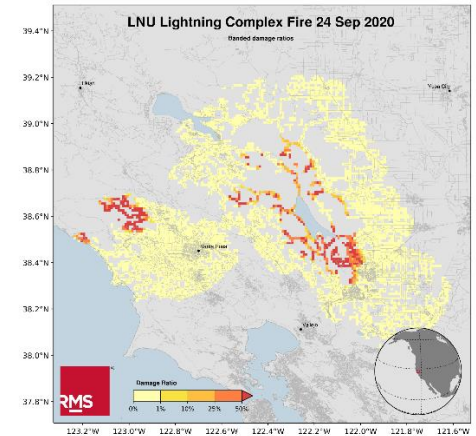 LNU Lightning Complex Fire 24 Sep 2020
Banded damage ratios
39.4°N
39.2°N
39.0°N
38.8°N
38.6°N
38.4°N
38.2°N
38.0°N
37.8°N
Ukiah
Yuba City
Santa Rosa
Vallejo
Damage Ratio
0% 1% 10% 25% 50%
RMS
123.2°W 123.0°W 122.8°W 122.6°W 122.4°W 122.2°W 122.0°W 121.8°W 121.6°W